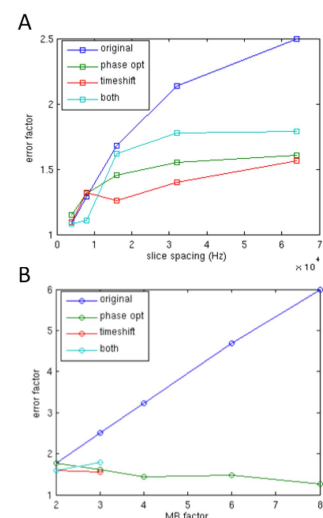 A
2.5
original
phase opt
timeshift
both
2
error factor
1.5
1
0 1 2 3 4 5 6 7
slice spacing (Hz)
× 10⁴
B
6
original
phase opt
timeshift
both
5
4
error factor
3
2
1
2 3 4 5 6 7 8
MB factor